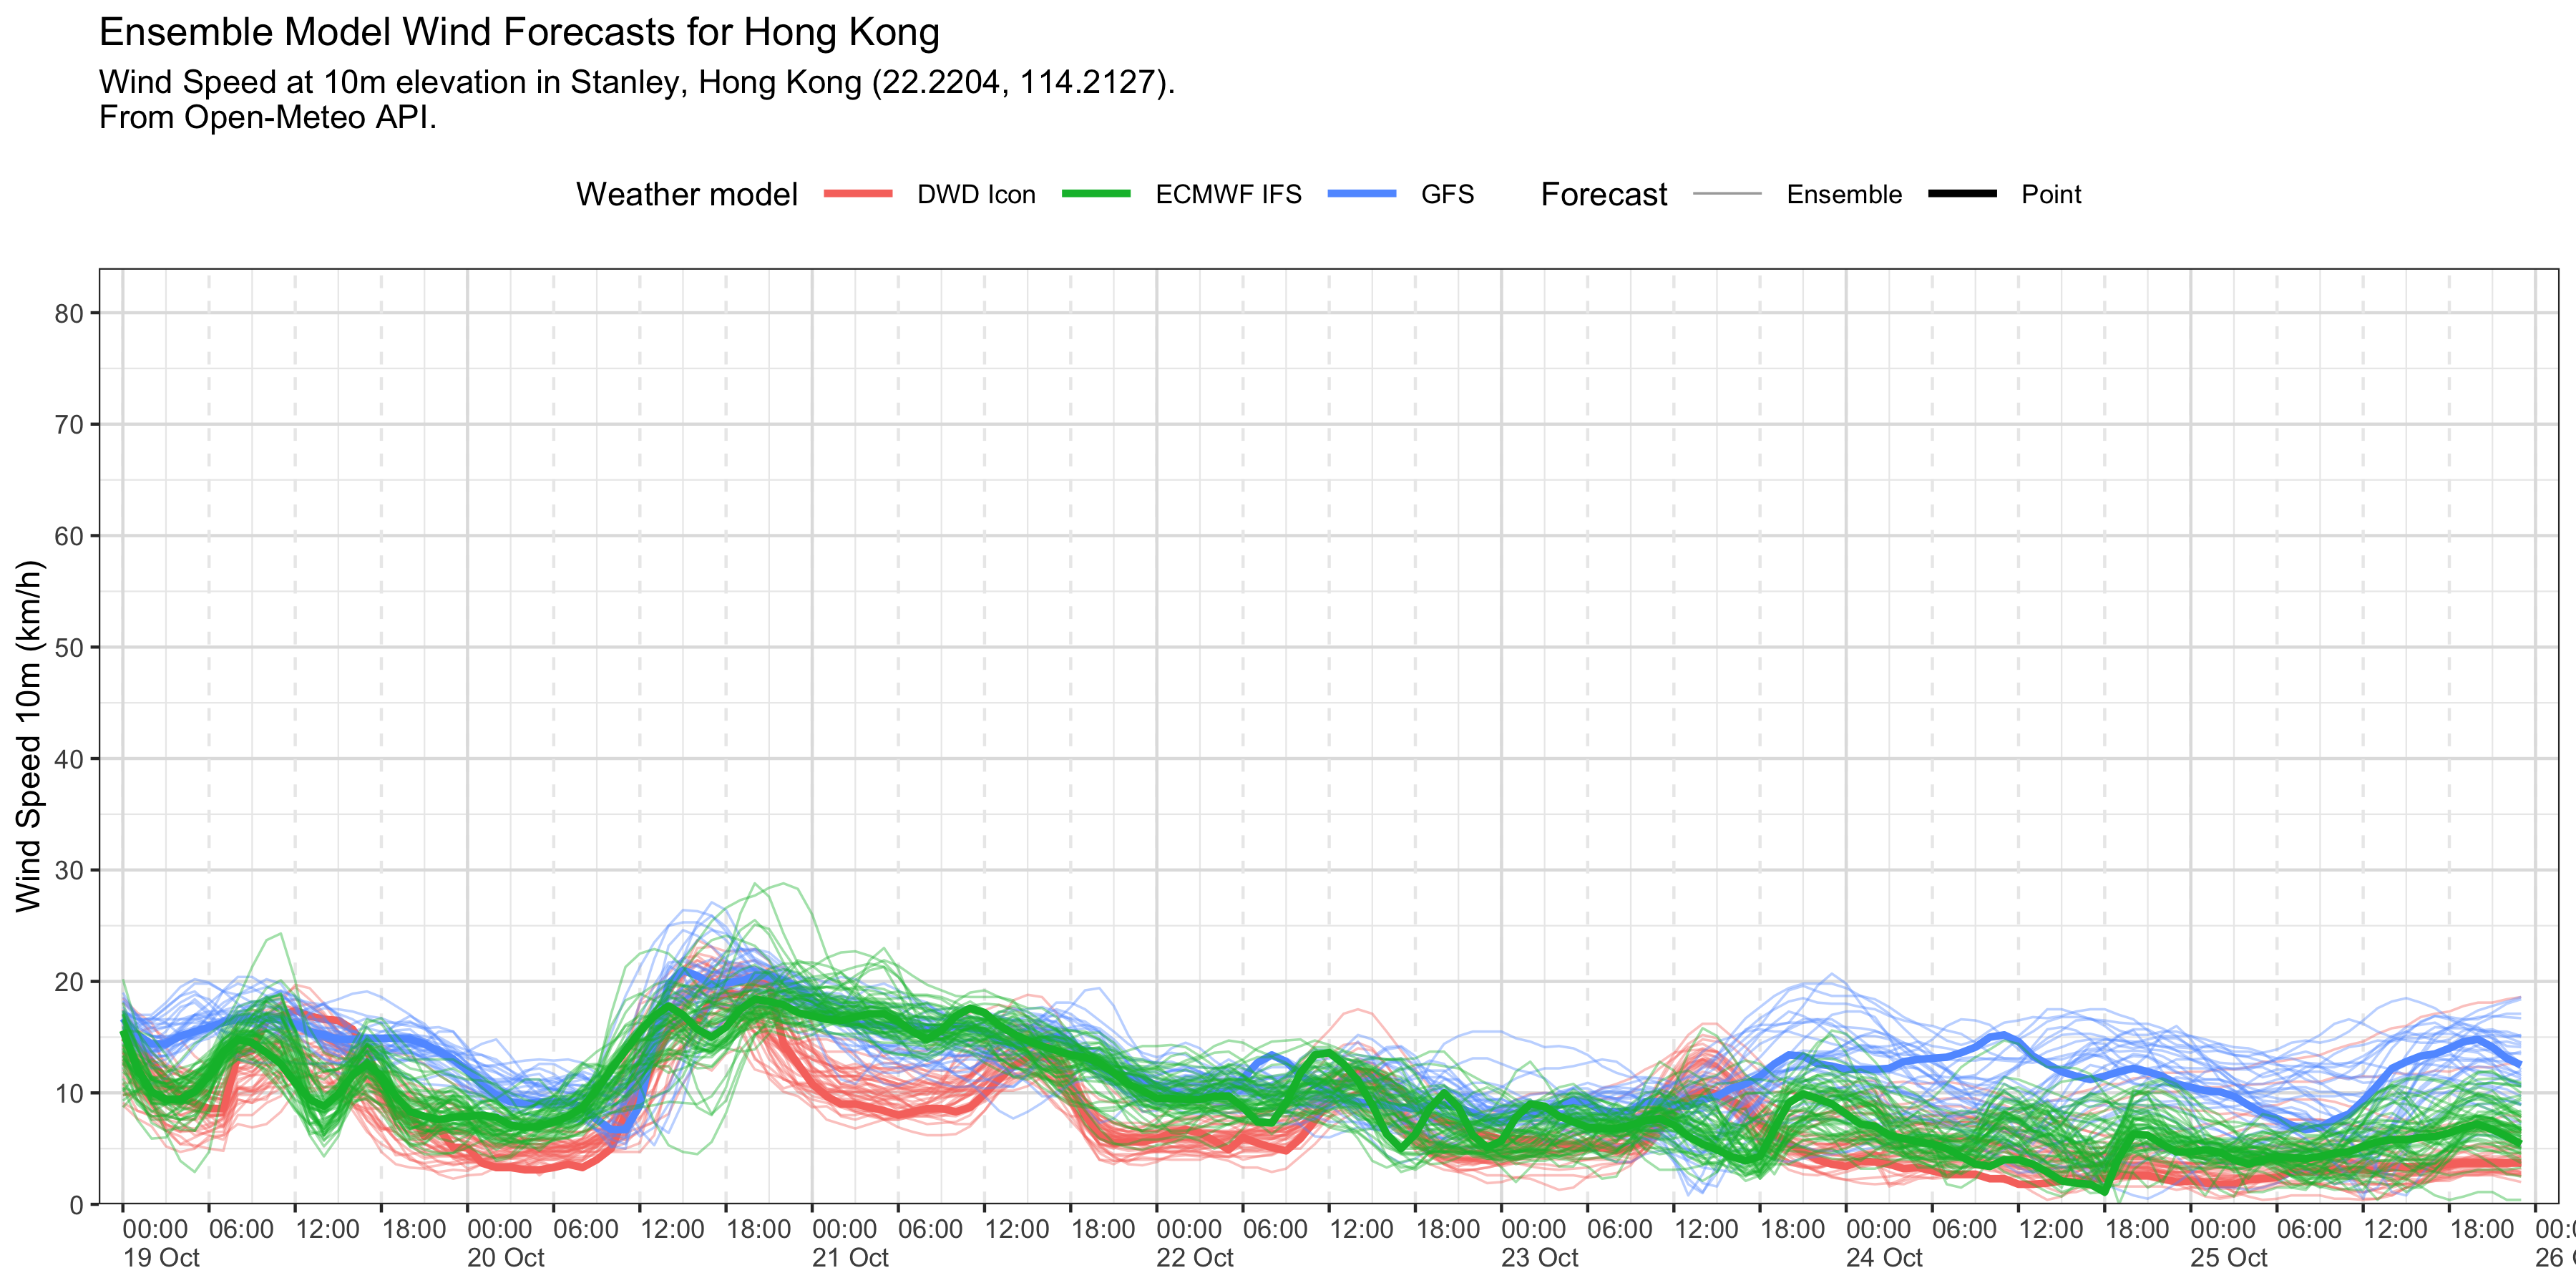 Ensemble Model Wind Forecasts for Hong Kong
Wind Speed at 10m elevation in Stanley, Hong Kong (22.2204, 114.2127).
From Open-Meteo API.
Weather model DWD Icon ECMWF IFS GFS Forecast Ensemble Point
Wind Speed 10m (km/h)
80
70
60
50
40
30
20
10
0
00:00 06:00 12:00 18:00 00:00 06:00 12:00 18:00 00:00 06:00 12:00 18:00 00:00 06:00 12:00 18:00 00:00 06:00 12:00 18:00 00:00 06:00 12:00 18:00 00:00 06:00 12:00 18:00 00:0
19 Oct 20 Oct 21 Oct 22 Oct 23 Oct 24 Oct 25 Oct 26